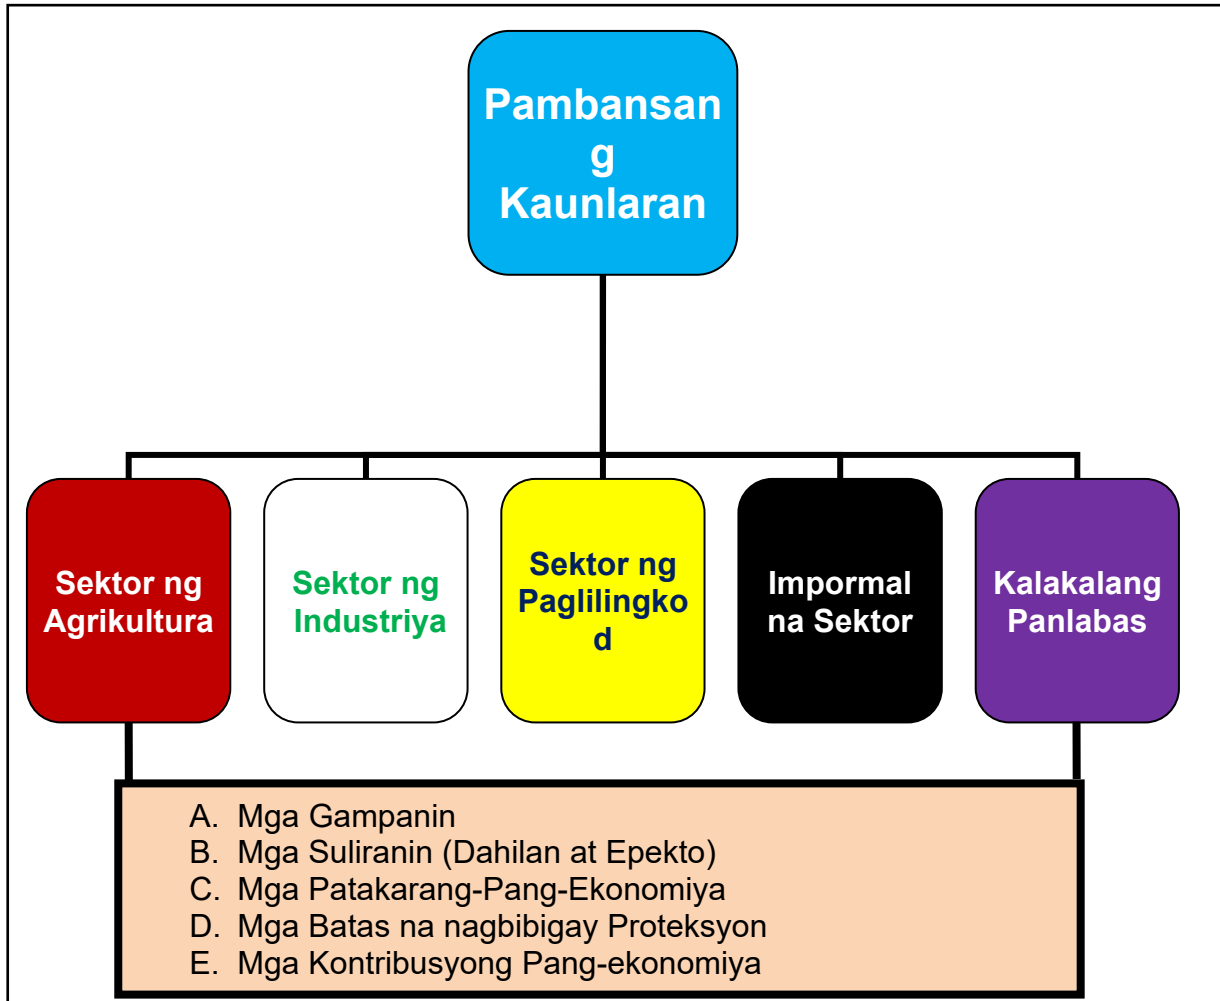 Pambansan
g
Kaunlaran
Sektor ng
Agrikultura
Sektor ng
Industriya
Sektor ng
Paglilingko
d
Impormal
na Sektor
Kalakalang
Panlabas
A. Mga Gampanin
B. Mga Suliranin (Dahilan at Epekto)
C. Mga Patakarang-Pang-Ekonomiya
D. Mga Batas na nagbibigay Proteksyon
E. Mga Kontribusyong Pang-ekonomiya